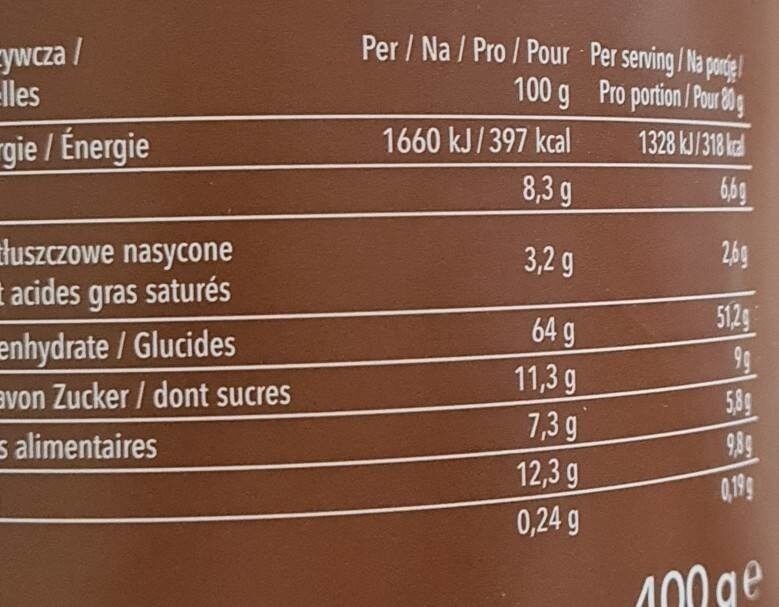 ywcza / Per / Na / Pro / Pour Per serving / Na porcję /
lles 100 g Pro portion / Pour 80 g
rgie / Énergie 1660 kJ / 397 kcal 1328 kJ / 318 kcal
8,3 g 6,6 g
tłuszczowe nasycone
t acides gras saturés 3,2 g 2,6 g
enhydrate / Glucides 64 g 51,2 g
avon Zucker / dont sucres 11,3 g 9 g
s alimentaires 7,3 g 5,8 g
12,3 g 9,8 g
0,24 g 0,19 g
400 g e